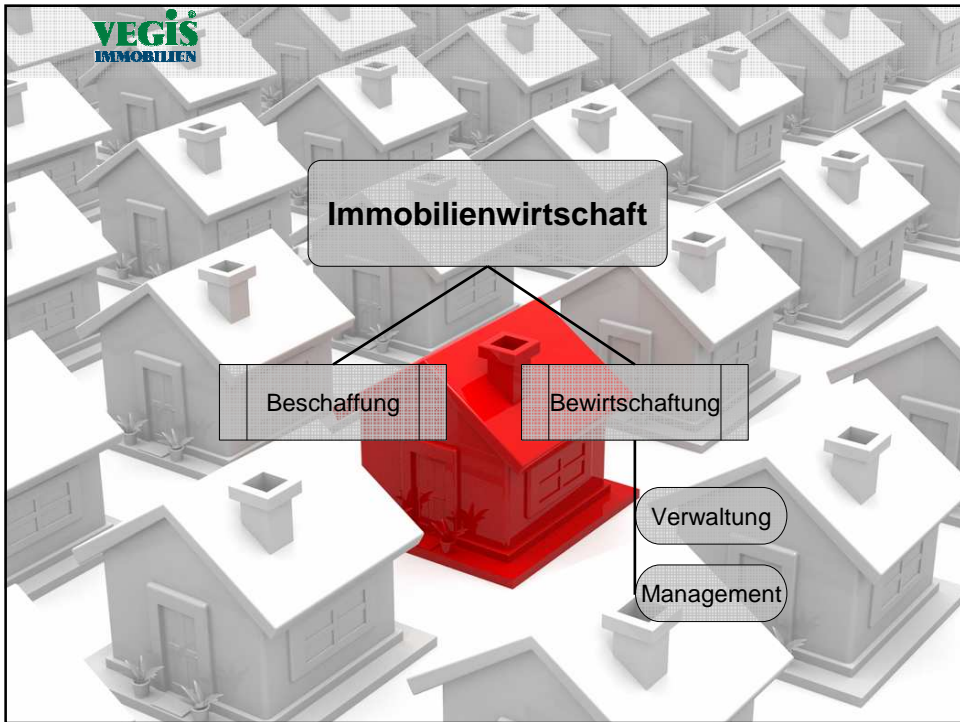 VEGIS®
IMMOBILIEN
Immobilienwirtschaft
Beschaffung
Bewirtschaftung
Verwaltung
Management